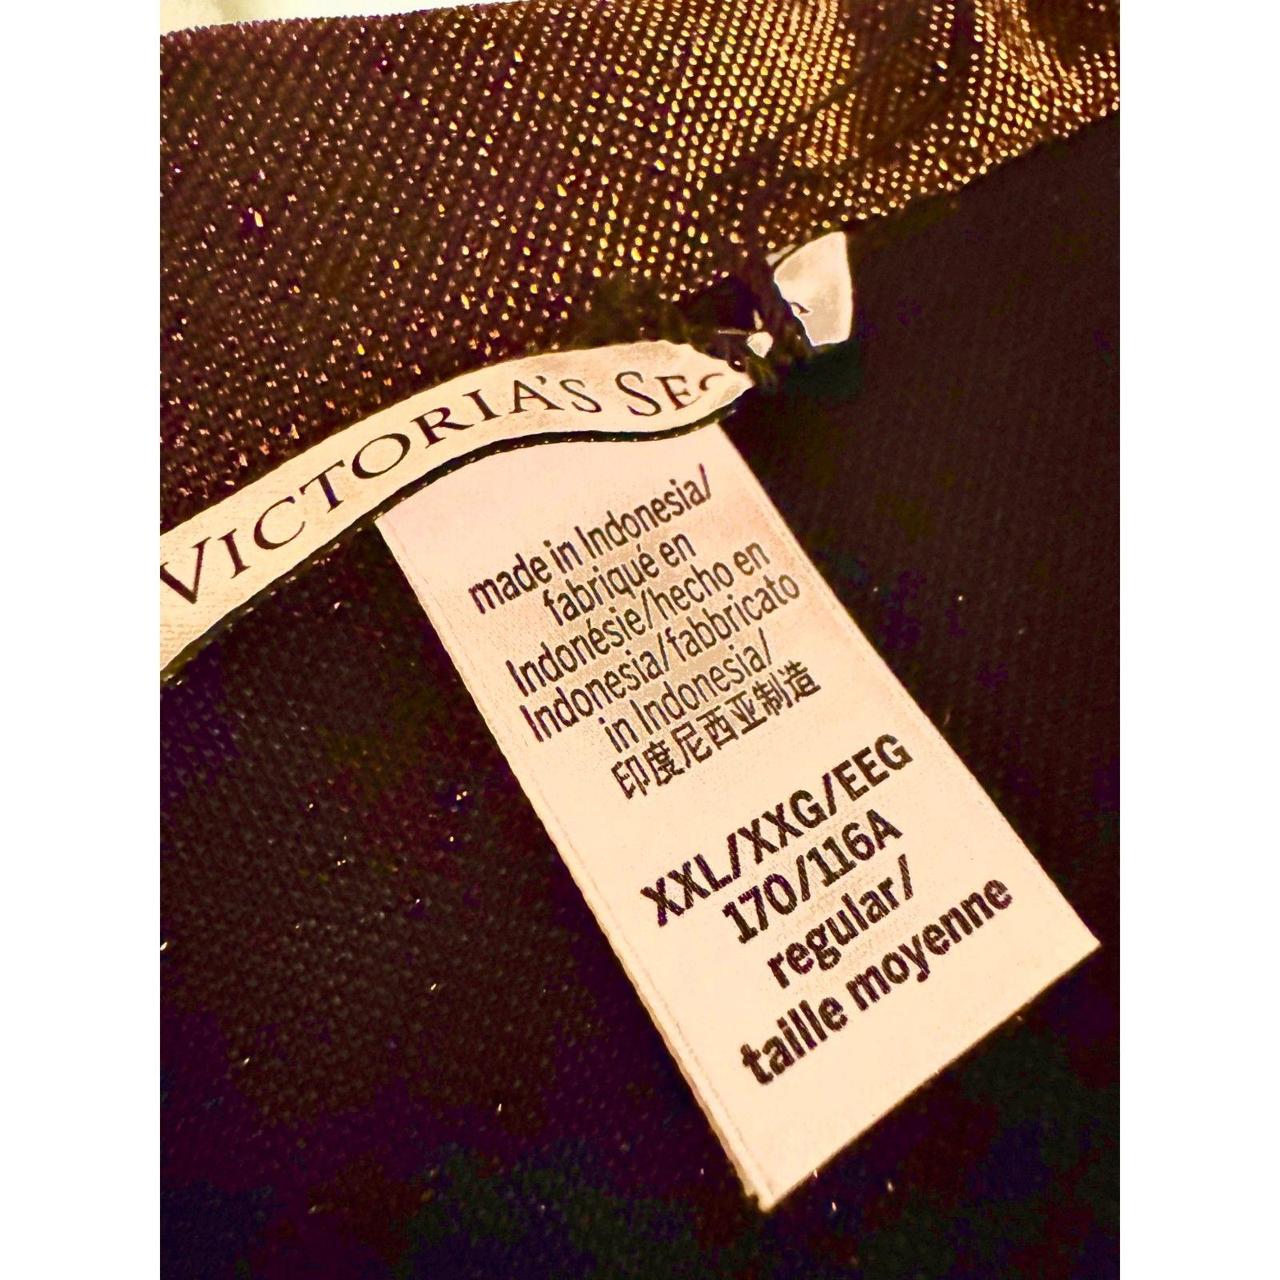 VICTORIA'S SEC
made in Indonesia/
fabriqué en
Indonésie/hecho en
Indonesia/fabbricato
in Indonesia/
印度尼西亚制造
XXL/XXG/EEG
170/116A
regular/
taille moyenne